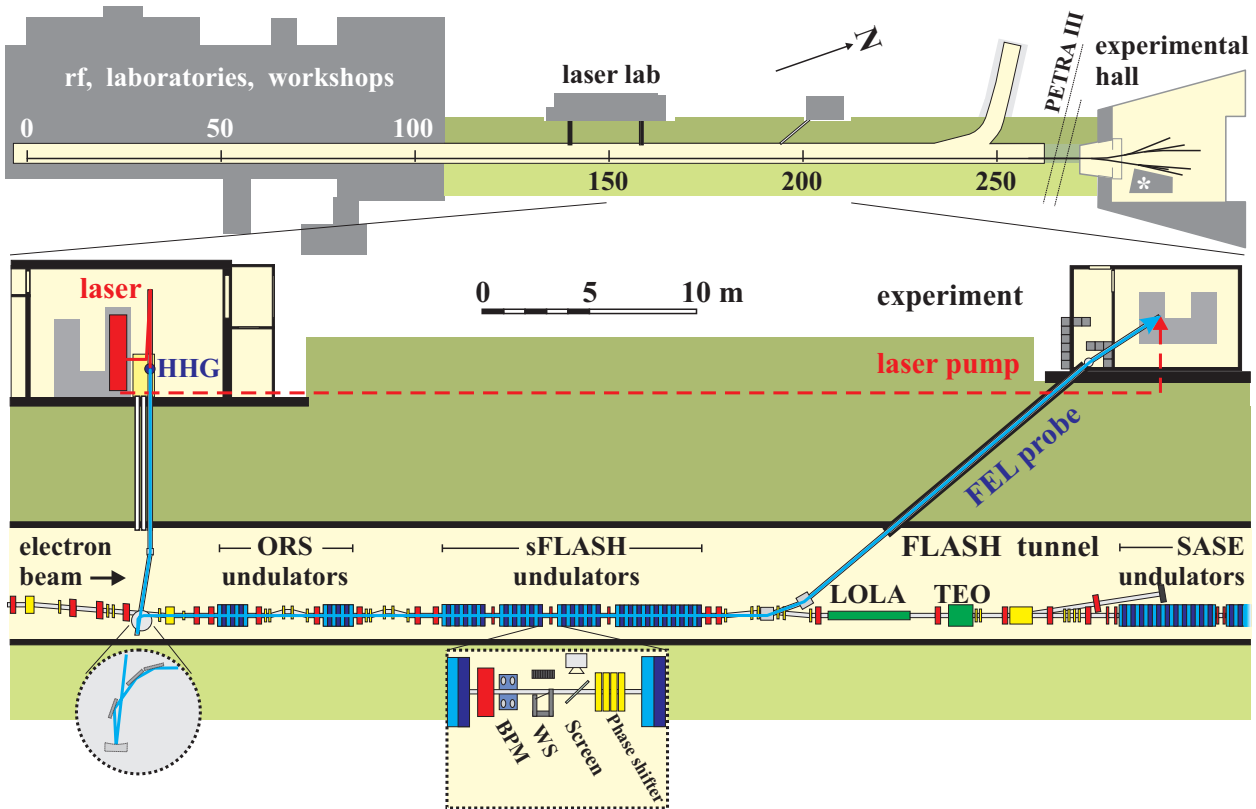 rf, laboratories, workshops
laser lab
N
PETRA III
experimental
hall
0
50
100
150
200
250
*
laser
HHG
0
5
10 m
experiment
laser pump
FEL probe
electron
beam
ORS
undulators
sFLASH
undulators
FLASH tunnel
SASE
undulators
LOLA
TEO
BPM
WS
Screen
Phase shifter